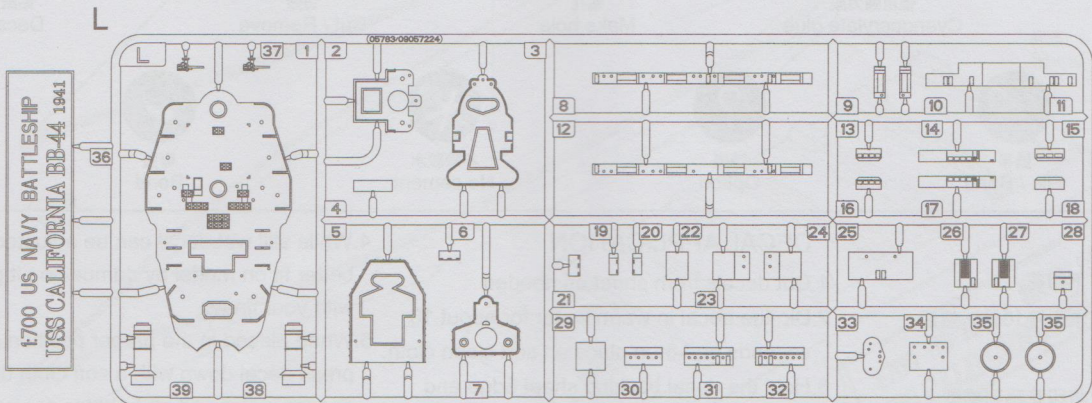 L
(05783/09057224)
L 37 1 2 3
8 9 10 11
12 13 14 15
36
4 16 17 18
5 6 19 20 22 24 25 26 27 28
21 23
29 33 34 35 35
30 31 32
39 38 7
1:700 US NAVY BATTLESHIP
USS CALIFORNIA BB-44 1941